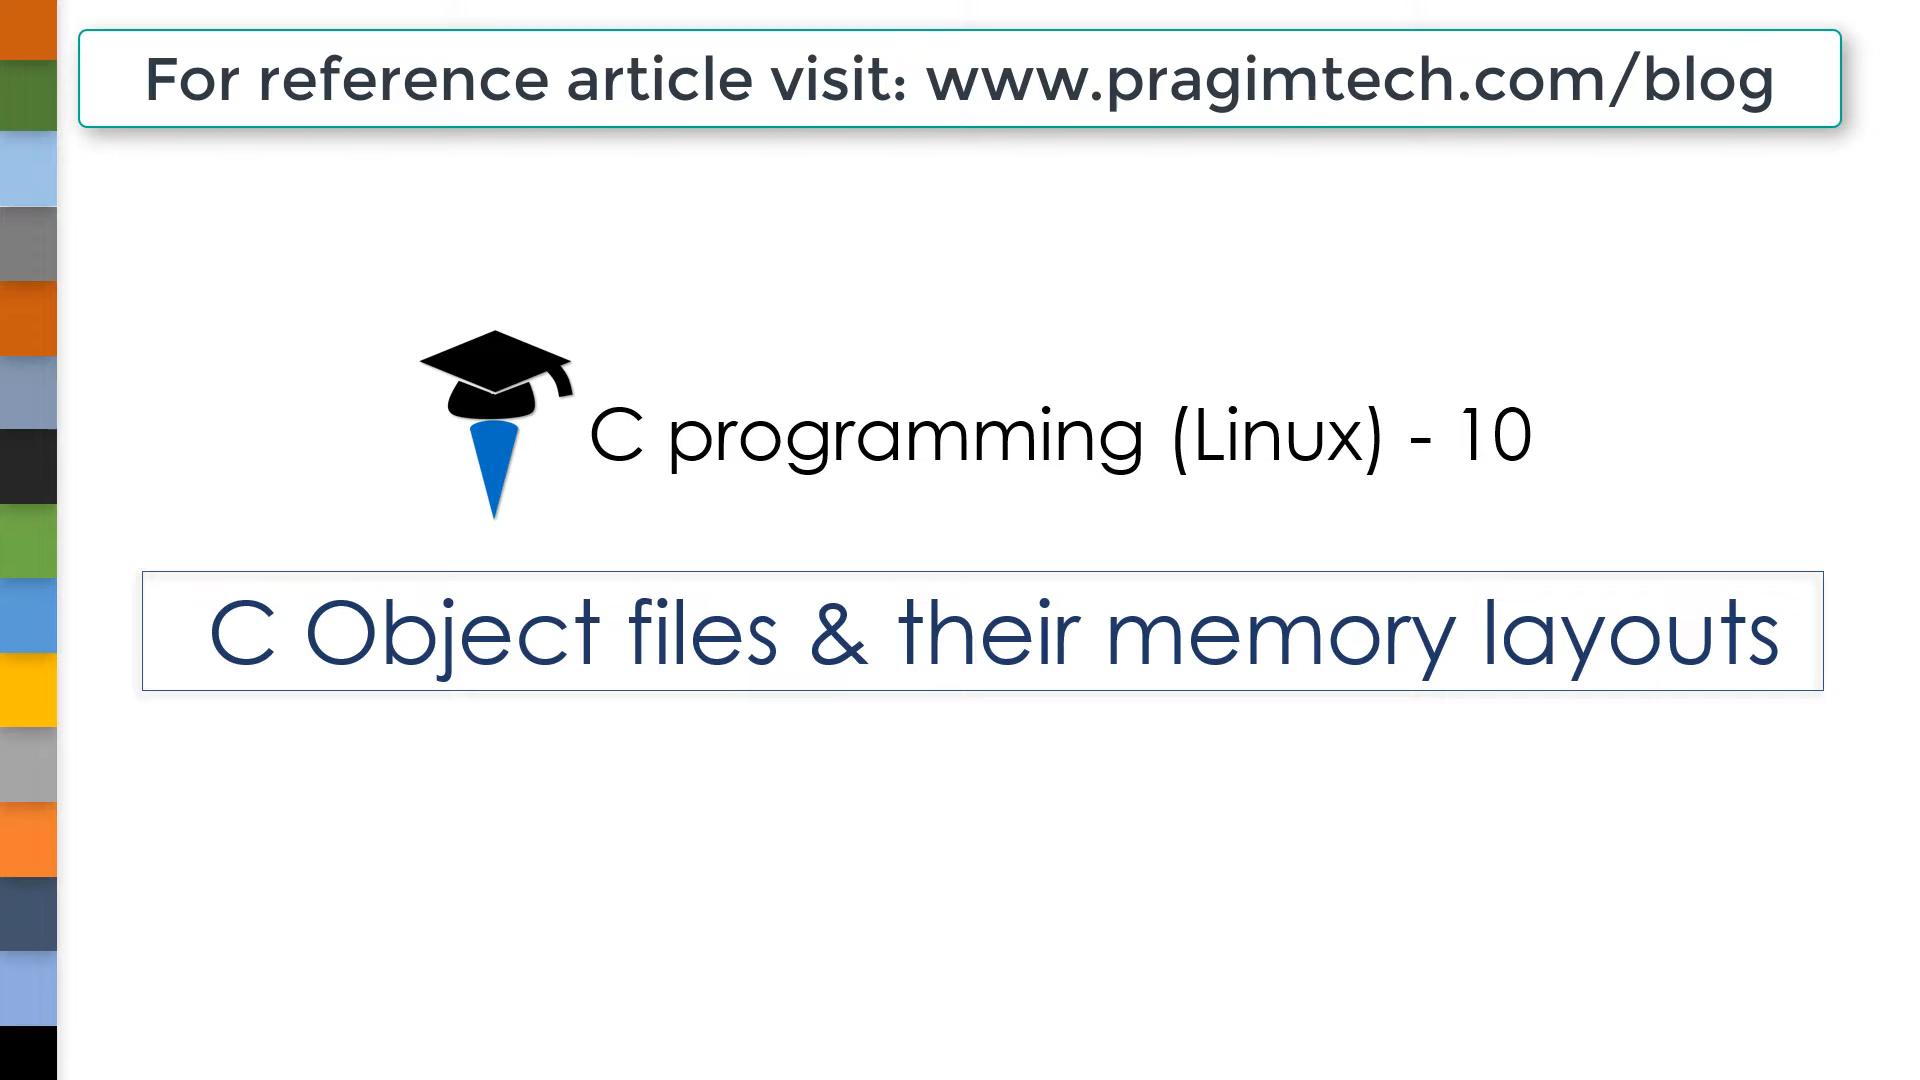 For reference article visit: www.pragimtech.com/blog
C programming (Linux) - 10
C Object files & their memory layouts